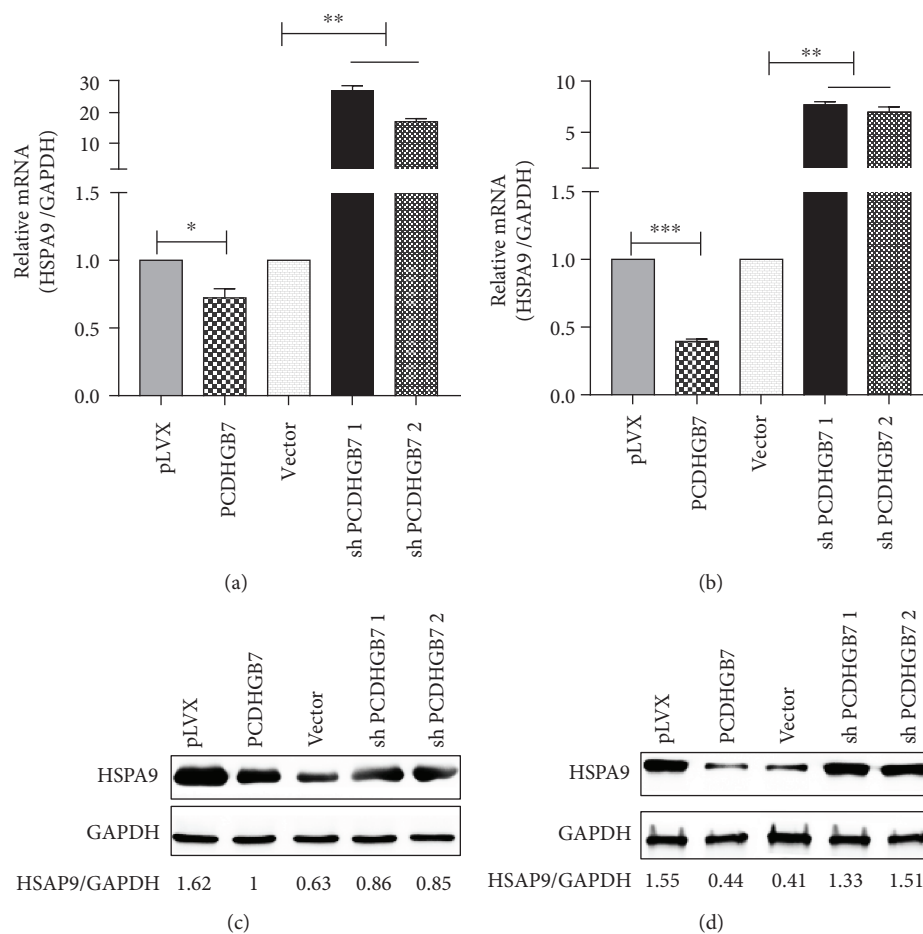 **
30
20
10
1.5
1.0
0.5
0.0
Relative mRNA
(HSPA9 /GAPDH)
*
pLVX
PCDHGB7
Vector
sh PCDHGB7 1
sh PCDHGB7 2
(a)
**
10
5
1.5
1.0
0.5
0.0
Relative mRNA
(HSPA9 /GAPDH)
***
pLVX
PCDHGB7
Vector
sh PCDHGB7 1
sh PCDHGB7 2
(b)
pLVX
PCDHGB7
Vector
sh PCDHGB7 1
sh PCDHGB7 2
HSPA9
GAPDH
HSAP9/GAPDH 1.62 1 0.63 0.86 0.85
(c)
pLVX
PCDHGB7
Vector
sh PCDHGB7 1
sh PCDHGB7 2
HSPA9
GAPDH
HSAP9/GAPDH 1.55 0.44 0.41 1.33 1.51
(d)